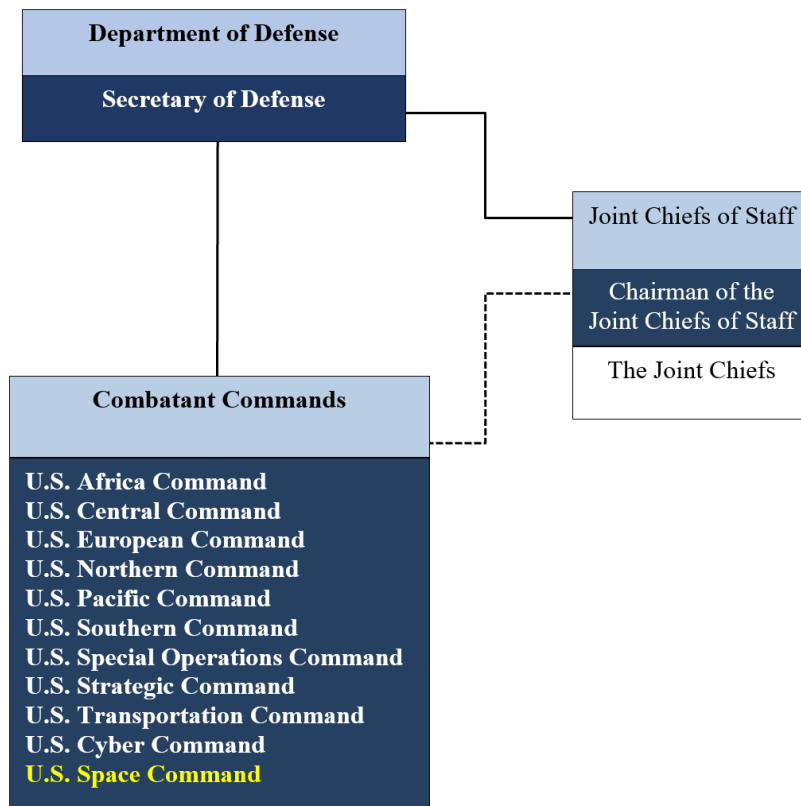 Department of Defense
Secretary of Defense
Joint Chiefs of Staff
Chairman of the
Joint Chiefs of Staff
The Joint Chiefs
Combatant Commands
U.S. Africa Command
U.S. Central Command
U.S. European Command
U.S. Northern Command
U.S. Pacific Command
U.S. Southern Command
U.S. Special Operations Command
U.S. Strategic Command
U.S. Transportation Command
U.S. Cyber Command
U.S. Space Command